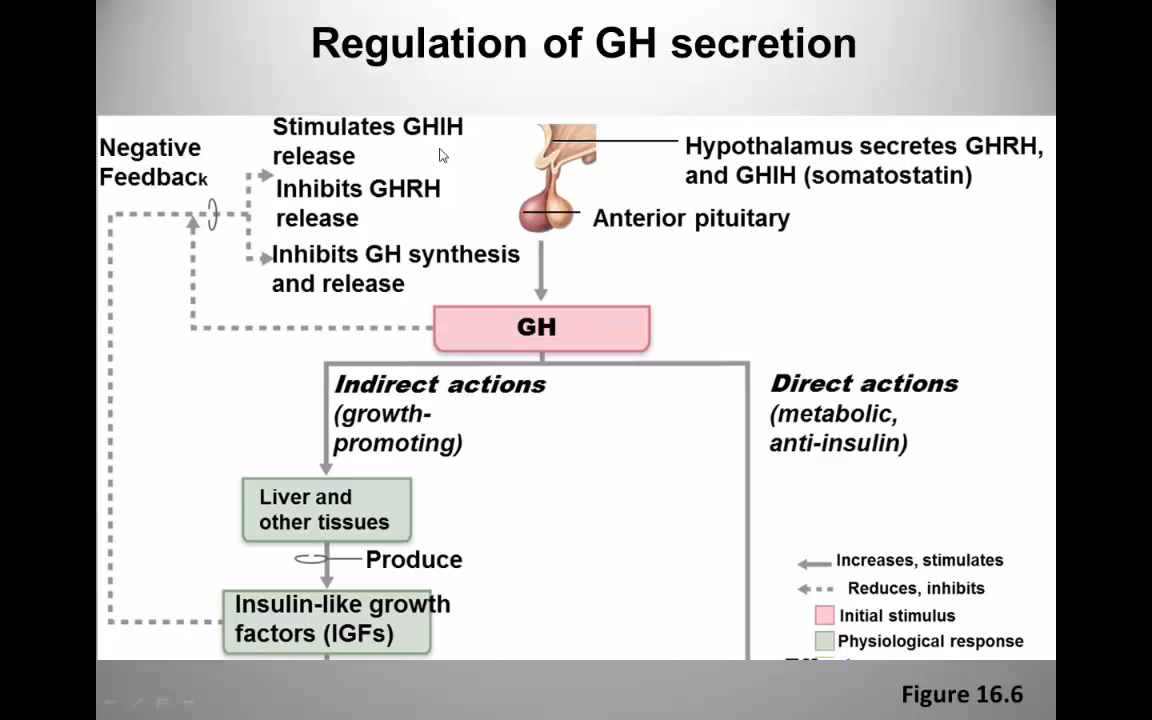 Regulation of GH secretion
Negative
Feedback
Stimulates GHIH
release
Inhibits GHRH
release
Inhibits GH synthesis
and release
Hypothalamus secretes GHRH,
and GHIH (somatostatin)
Anterior pituitary
GH
Indirect actions
(growth-
promoting)
Direct actions
(metabolic,
anti-insulin)
Liver and
other tissues
Produce
Insulin-like growth
factors (IGFs)
Increases, stimulates
Reduces, inhibits
Initial stimulus
Physiological response
Figure 16.6